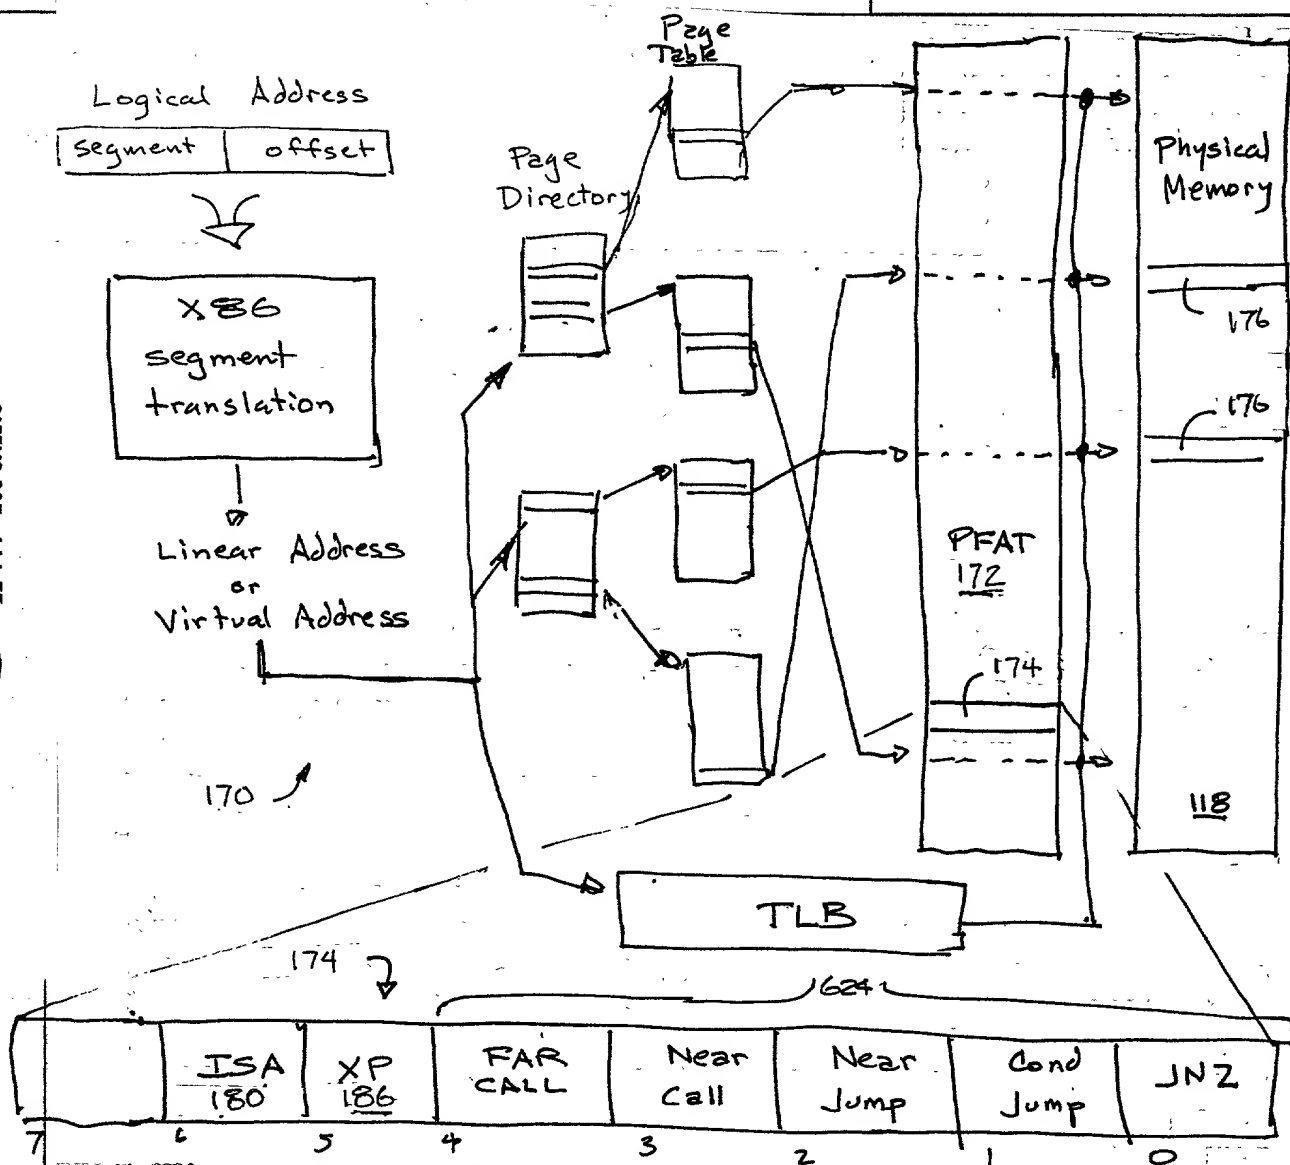 Page
Table
Logical Address
segment offset
Page
Directory
Physical
Memory
X86
segment
translation
176
176
Linear Address
or
Virtual Address
PFAT
172
174
170
118
TLB
174
624
ISA
180
XP
186
FAR
CALL
Near
Call
Near
Jump
Cond
Jump
JNZ
7 6 5 4 3 2 1 0